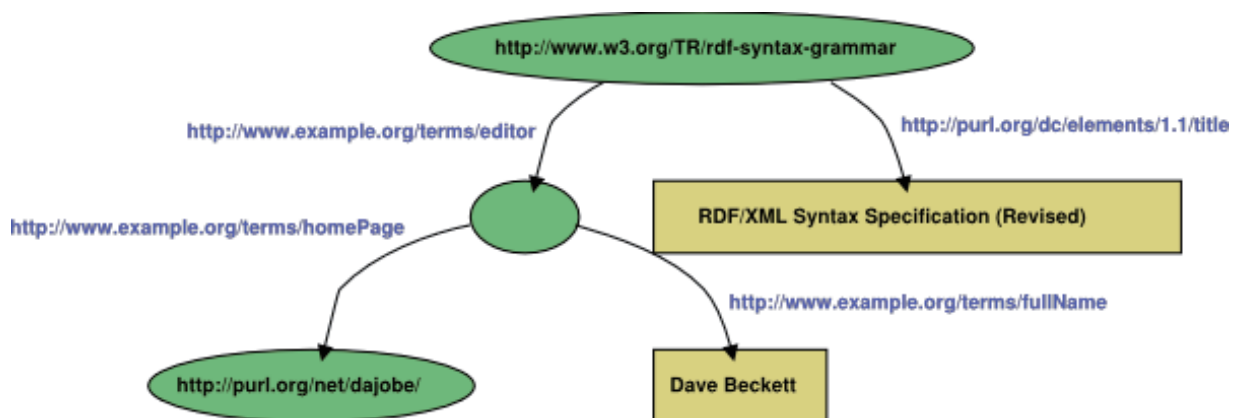 http://www.w3.org/TR/rdf-syntax-grammar
http://www.example.org/terms/editor
http://purl.org/dc/elements/1.1/title
http://www.example.org/terms/homePage
RDF/XML Syntax Specification (Revised)
http://www.example.org/terms/fullName
http://purl.org/net/dajobe/
Dave Beckett